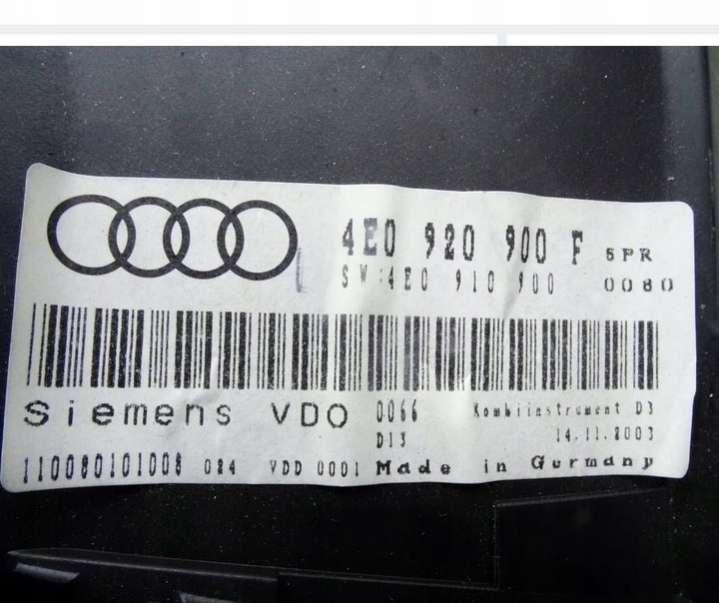 4E0 920 900 F 5PR
SW:4E0 910 900 0080
Siemens VDO 0066 Kombiinstrument D3
D13 14.11.2003
110080101008 024 VDD 0001 Made in Germany